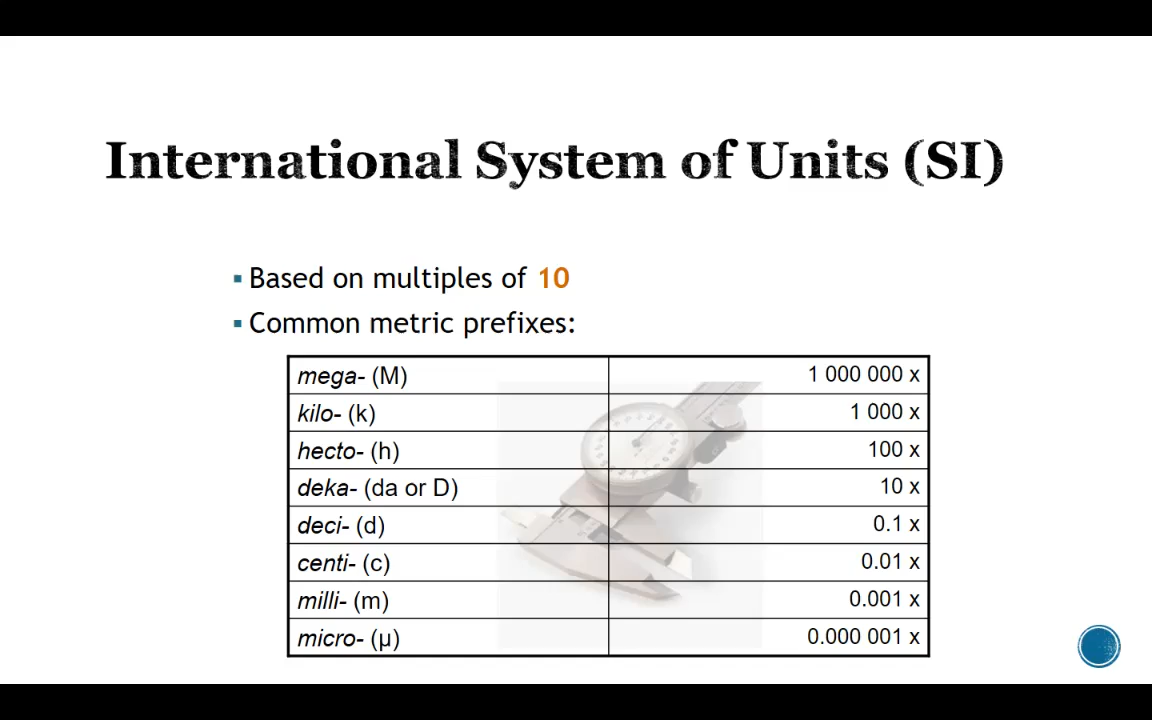 International System of Units (SI)
▪ Based on multiples of 10
▪ Common metric prefixes:
mega- (M) 1 000 000 x
kilo- (k) 1 000 x
hecto- (h) 100 x
deka- (da or D) 10 x
deci- (d) 0.1 x
centi- (c) 0.01 x
milli- (m) 0.001 x
micro- (µ) 0.000 001 x